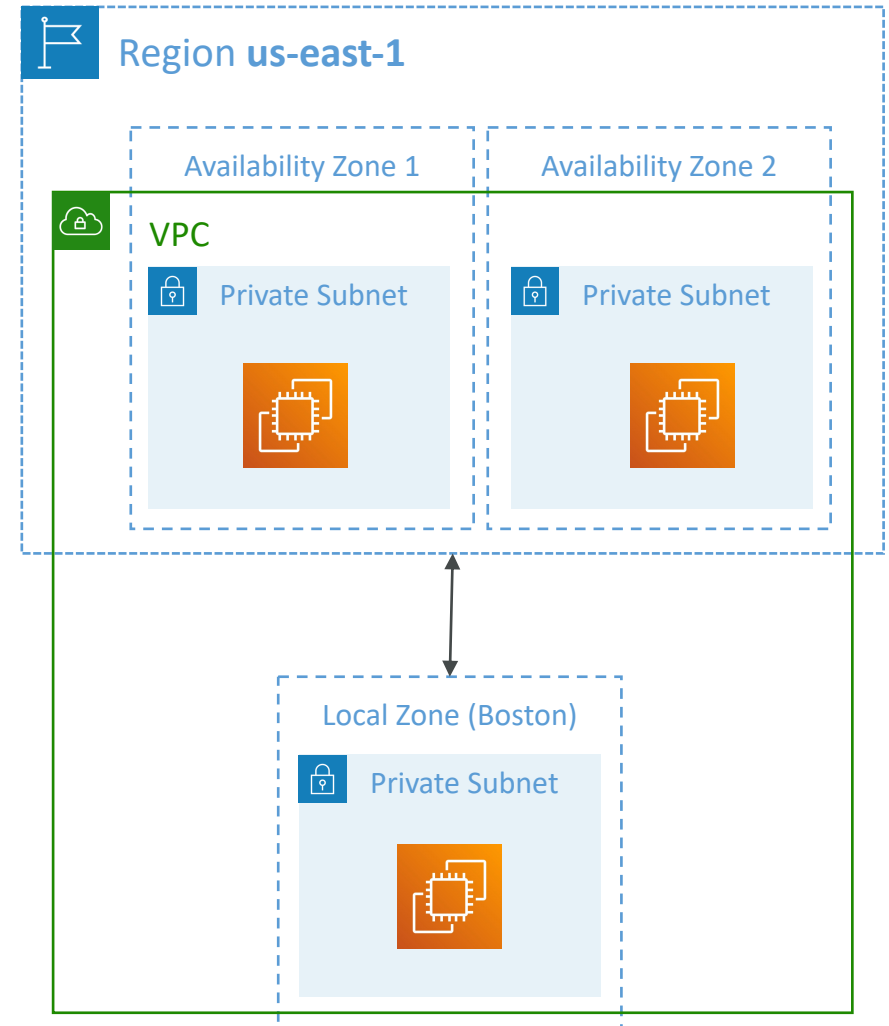 Region us-east-1
Availability Zone 1
Availability Zone 2
VPC
Private Subnet
Private Subnet
Local Zone (Boston)
Private Subnet